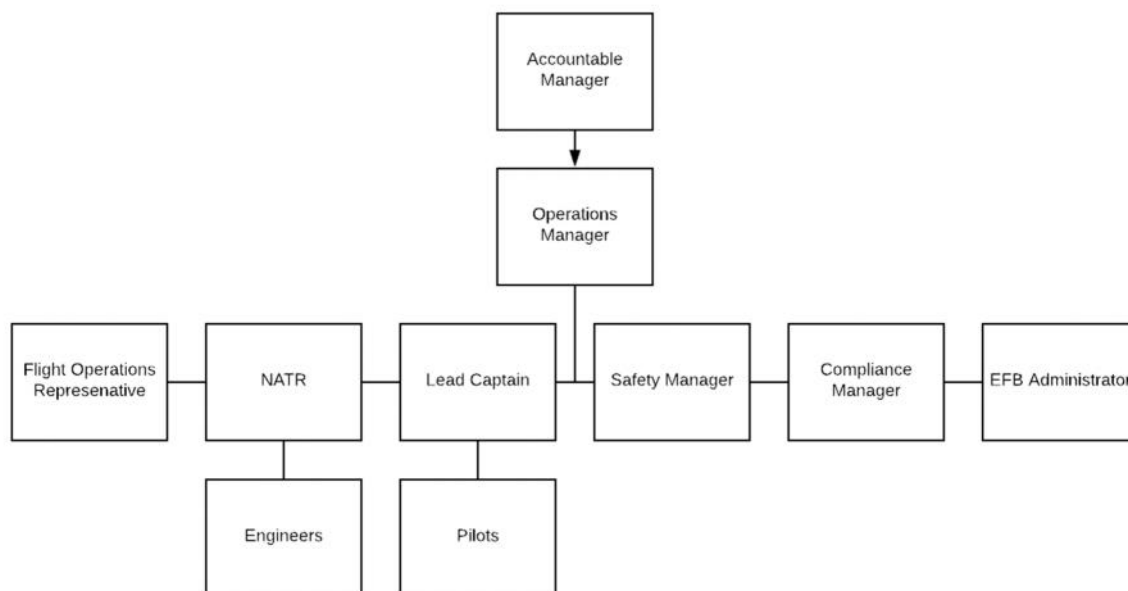 Accountable
Manager
Operations
Manager
Flight Operations
Represenative
NATR
Lead Captain
Safety Manager
Compliance
Manager
EFB Administrator
Engineers
Pilots